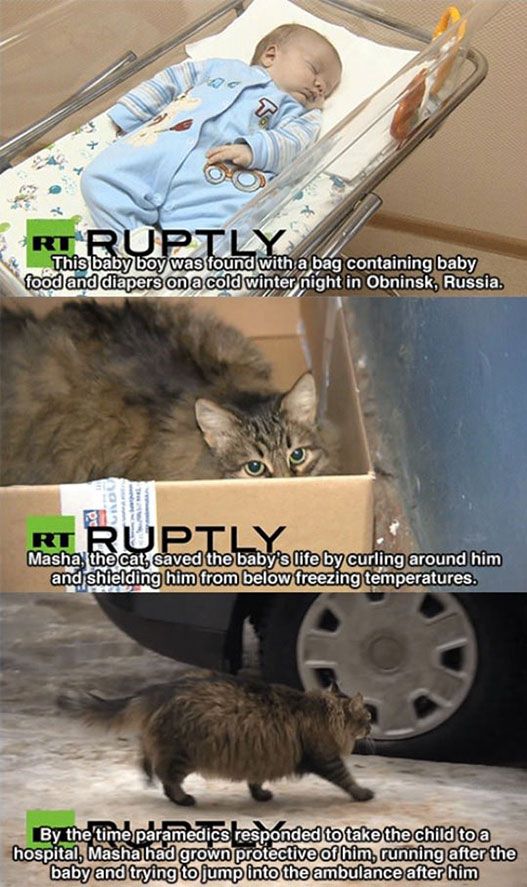 RT RUPTLY
This baby boy was found with a bag containing baby
food and diapers on a cold winter night in Obninsk, Russia.
RT RUPTLY
Masha, the cat, saved the baby's life by curling around him
and shielding him from below freezing temperatures.
RUPTLY
By the time paramedics responded to take the child to a
hospital, Masha had grown protective of him, running after the
baby and trying to jump into the ambulance after him